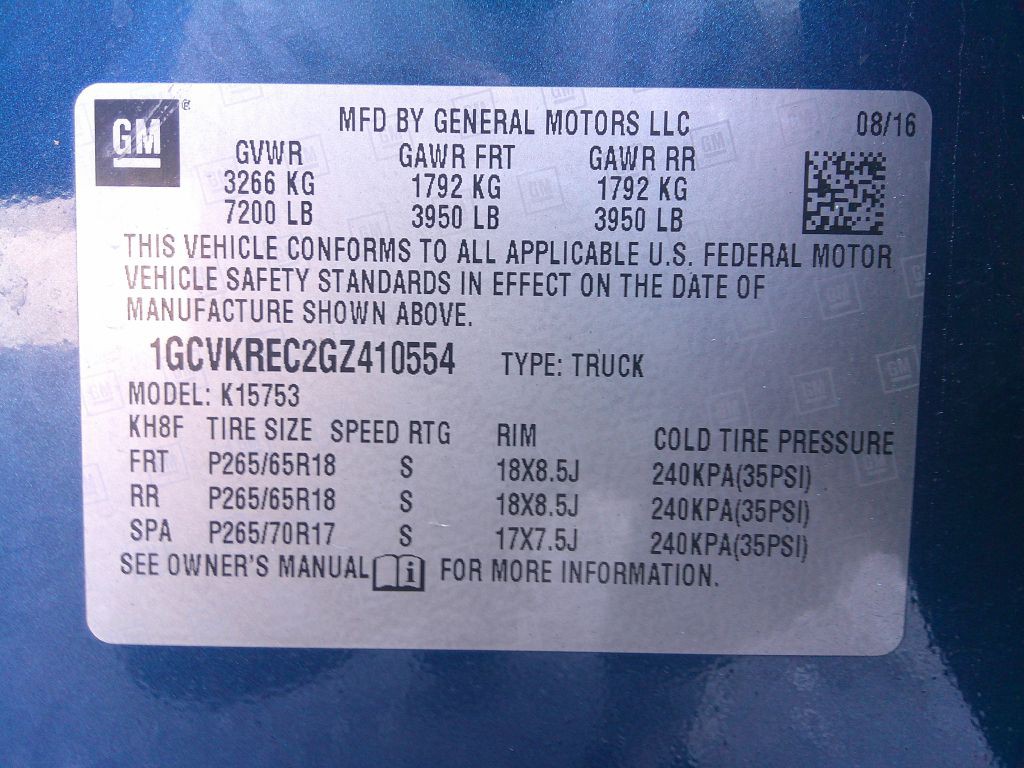 GM ®
MFD BY GENERAL MOTORS LLC 08/16
GVWR GAWR FRT GAWR RR
3266 KG 1792 KG 1792 KG
7200 LB 3950 LB 3950 LB
THIS VEHICLE CONFORMS TO ALL APPLICABLE U.S. FEDERAL MOTOR
VEHICLE SAFETY STANDARDS IN EFFECT ON THE DATE OF
MANUFACTURE SHOWN ABOVE.
1GCVKREC2GZ410554 TYPE: TRUCK
MODEL: K15753
KH8F TIRE SIZE SPEED RTG RIM COLD TIRE PRESSURE
FRT P265/65R18 S 18X8.5J 240KPA(35PSI)
RR P265/65R18 S 18X8.5J 240KPA(35PSI)
SPA P265/70R17 S 17X7.5J 240KPA(35PSI)
SEE OWNER'S MANUAL i FOR MORE INFORMATION.